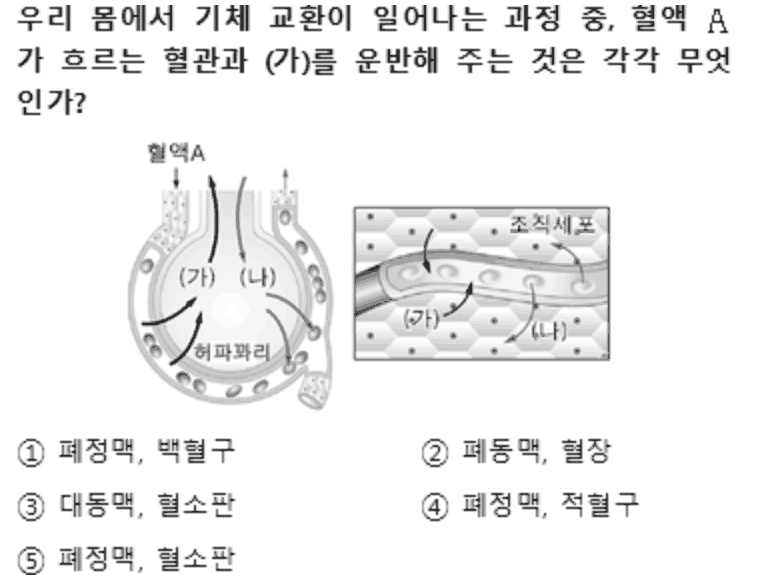 우리 몸에서 기체 교환이 일어나는 과정 중, 혈액 A
가 흐르는 혈관과 (가)를 운반해 주는 것은 각각 무엇
인가?
혈액A
(가) (나)
허파꽈리
조직세포
(가)
(나)
① 폐정맥, 백혈구
② 폐동맥, 혈장
③ 대동맥, 혈소판
④ 폐정맥, 적혈구
⑤ 폐정맥, 혈소판